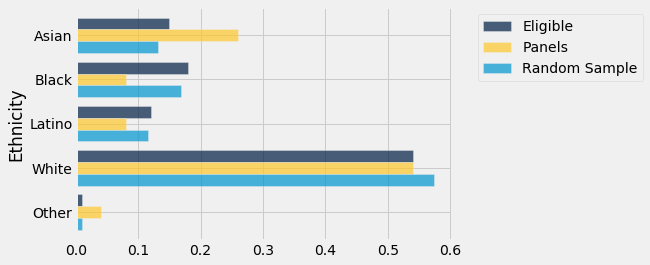 Eligible
Panels
Random Sample
Ethnicity
Asian
Black
Latino
White
Other
0.0 0.1 0.2 0.3 0.4 0.5 0.6